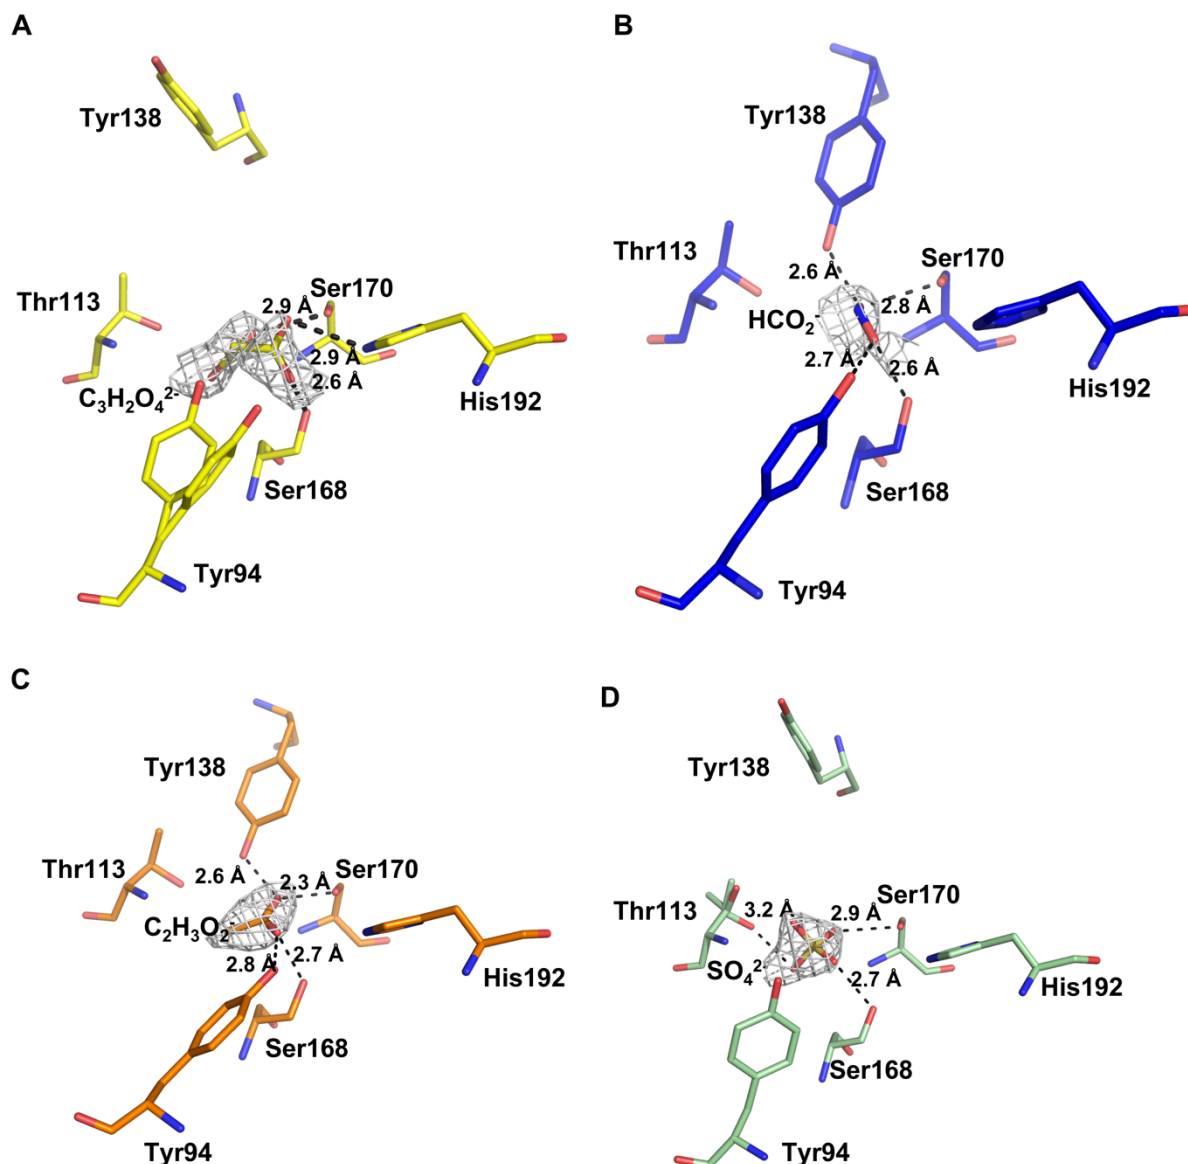 A
Tyr138
Thr113
Ser170
2.9 Å
2.9 Å
2.6 Å
C₃H₂O₄²⁻
His192
Ser168
Tyr94
B
Tyr138
Thr113
Ser170
2.6 Å
2.8 Å
HCO₂⁻
2.7 Å
2.6 Å
His192
Ser168
Tyr94
C
Tyr138
Thr113
2.6 Å
2.3 Å
Ser170
C₂H₃O₂⁻
2.8 Å
2.7 Å
His192
Ser168
Tyr94
D
Tyr138
Thr113
3.2 Å
2.9 Å
Ser170
SO₄²⁻
2.7 Å
His192
Ser168
Tyr94